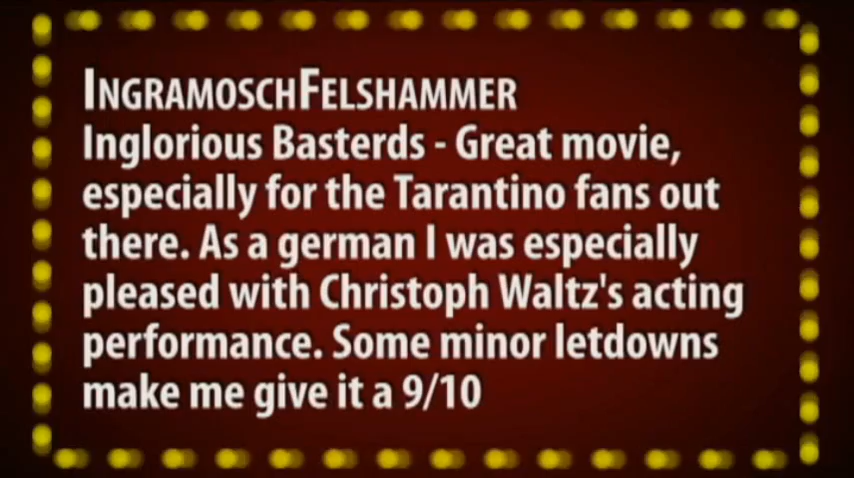 INGRAMOSCHFELSHAMMER
Inglorious Basterds - Great movie,
especially for the Tarantino fans out
there. As a german I was especially
pleased with Christoph Waltz's acting
performance. Some minor letdowns
make me give it a 9/10